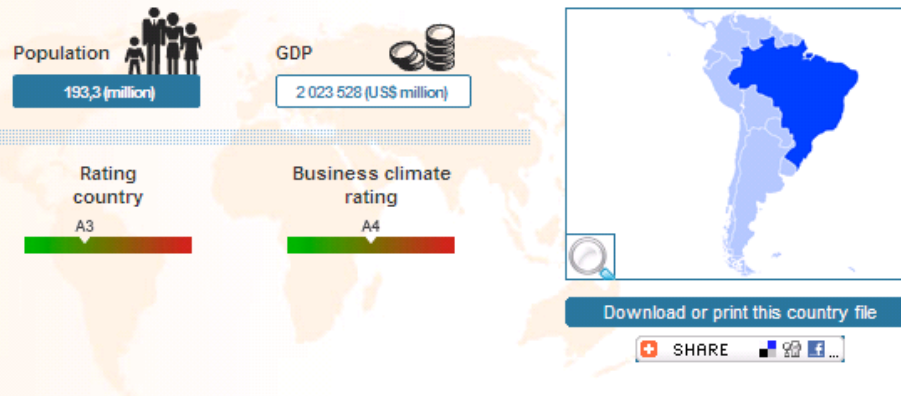 Population
193,3 (million)
GDP
2 023 528 (US$ million)
Rating
country
A3
Business climate
rating
A4
Download or print this country file
SHARE
...